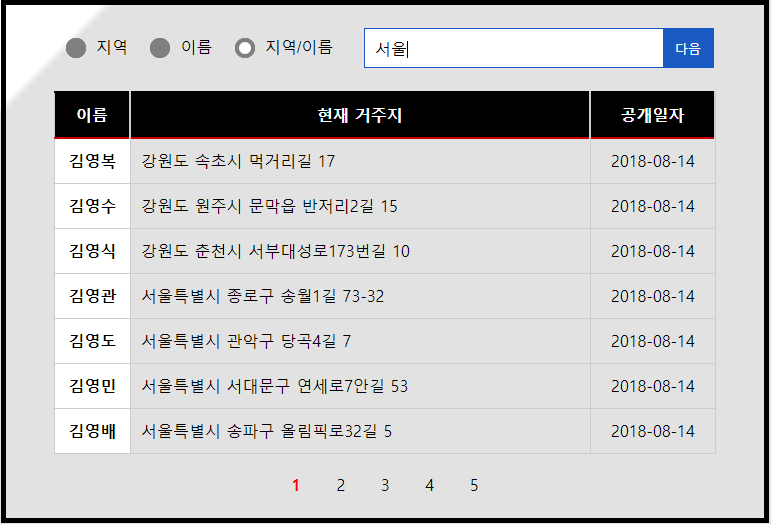 지역 이름 지역/이름 서울 다음
이름 현재 거주지 공개일자
김영복 강원도 속초시 먹거리길 17 2018-08-14
김영수 강원도 원주시 문막읍 반저리2길 15 2018-08-14
김영식 강원도 춘천시 서부대성로173번길 10 2018-08-14
김영관 서울특별시 종로구 송월1길 73-32 2018-08-14
김영도 서울특별시 관악구 당곡4길 7 2018-08-14
김영민 서울특별시 서대문구 연세로7안길 53 2018-08-14
김영배 서울특별시 송파구 올림픽로32길 5 2018-08-14
1 2 3 4 5